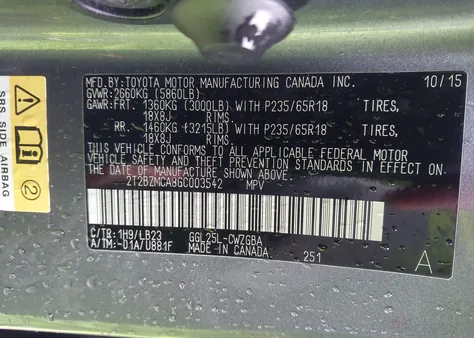 MFD. BY:TOYOTA MOTOR MANUFACTURING CANADA INC. 10/15
GVWR:2660KG (5860LB)
GAWR:FRT. 1360KG (3000LB) WITH P235/65R18 TIRES,
18X8J RIMS.
RR. 1460KG (3215LB) WITH P235/65R18 TIRES,
18X8J RIMS.
THIS VEHICLE CONFORMS TO ALL APPLICABLE FEDERAL MOTOR
VEHICLE SAFETY AND THEFT PREVENTION STANDARDS IN EFFECT ON
THE DATE OF MANUFACTURE SHOWN ABOVE.
2T2BZMCA8GC003542 MPV
C/TR:1H9/LB23 GGL25L-CWZGBA
A/TM:-01A/U881F MADE IN CANADA 251 A
SRS SIDE AIRBAG
2